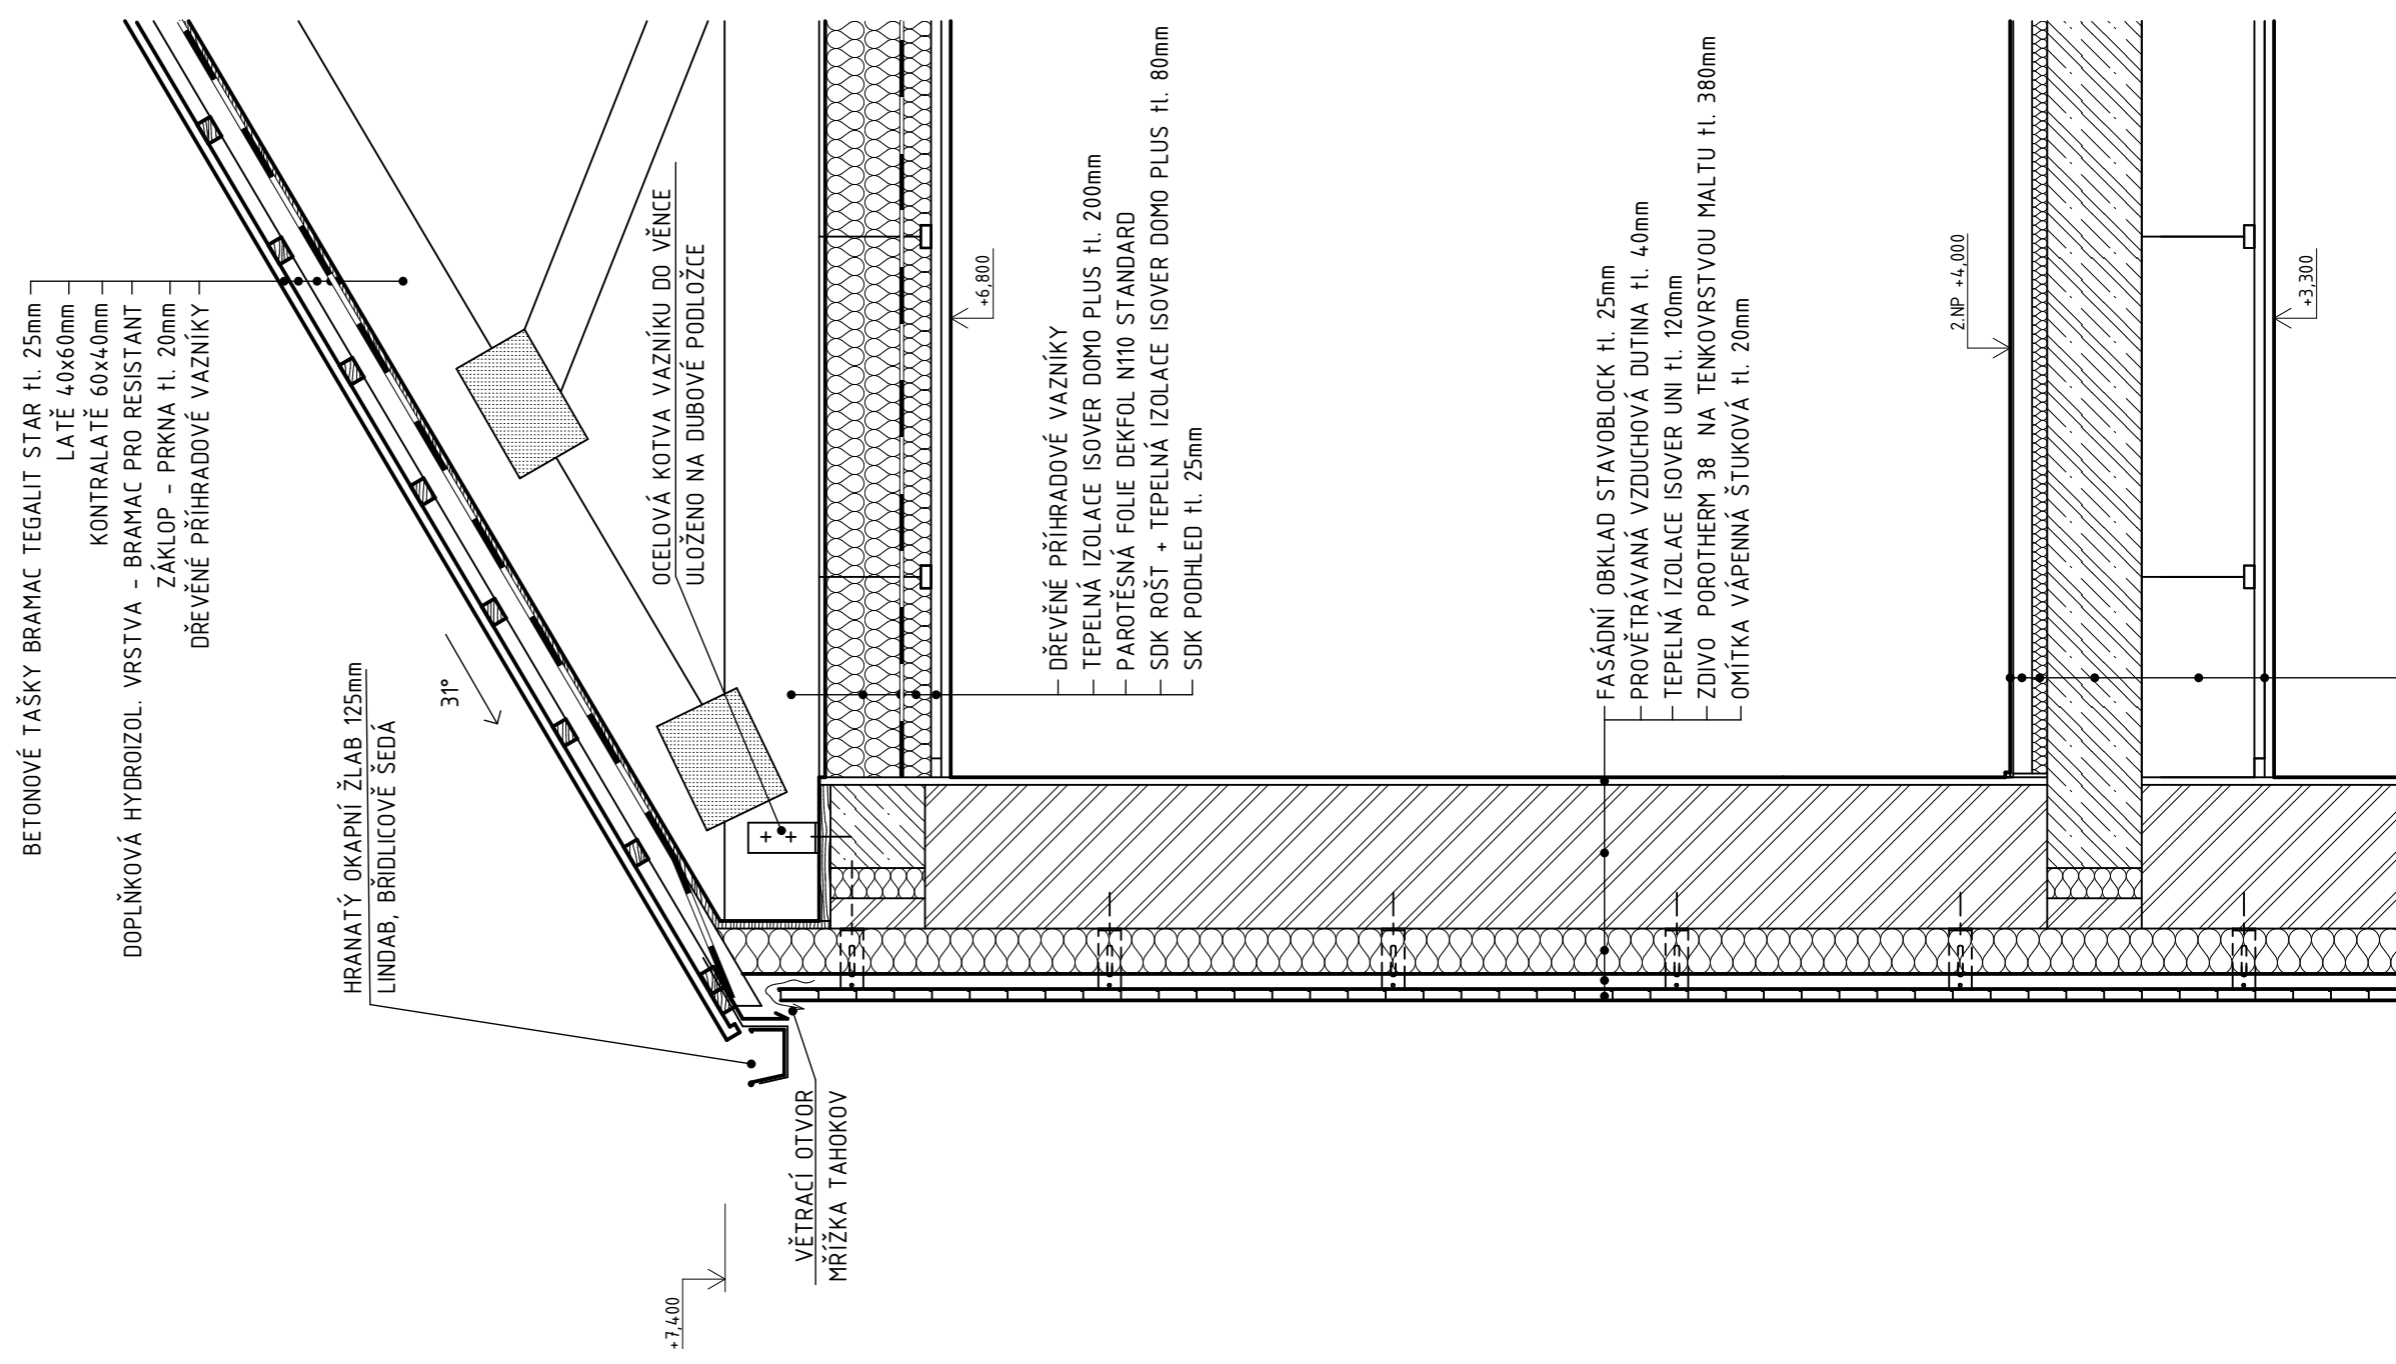 BETONOVÉ TAŠKY BRAMAC TEGALIT STAR tl. 25mm
LATĚ 40x60mm
KONTRALATĚ 60x40mm
DOPLŇKOVÁ HYDROIZOL. VRSTVA - BRAMAC PRO RESISTANT
ZÁKLOP - PRKNA tl. 20mm
DŘEVĚNÉ PŘÍHRADOVÉ VAZNÍKY
HRANATÝ OKAPNÍ ŽLAB 125mm
LINDAB, BŘIDLICOVĚ ŠEDÁ
31°
OCELOVÁ KOTVA VAZNÍKU DO VĚNCE
ULOŽENO NA DUBOVÉ PODLOŽCE
+7,400
VĚTRACÍ OTVOR
MŘÍŽKA TAHOKOV
+6,800
DŘEVĚNÉ PŘÍHRADOVÉ VAZNÍKY
TEPELNÁ IZOLACE ISOVER DOMO PLUS tl. 200mm
PAROTĚSNÁ FOLIE DEKFOL N110 STANDARD
SDK ROŠT + TEPELNÁ IZOLACE ISOVER DOMO PLUS tl. 80mm
SDK PODHLED tl. 25mm
FASÁDNÍ OBKLAD STAVOBLOCK tl. 25mm
PROVĚTRÁVANÁ VZDUCHOVÁ DUTINA tl. 40mm
TEPELNÁ IZOLACE ISOVER UNI tl. 120mm
ZDIVO POROTHERM 38 NA TENKOVRSTVOU MALTU tl. 380mm
OMÍTKA VÁPENNÁ ŠTUKOVÁ tl. 20mm
2.NP +4,000
+3,300